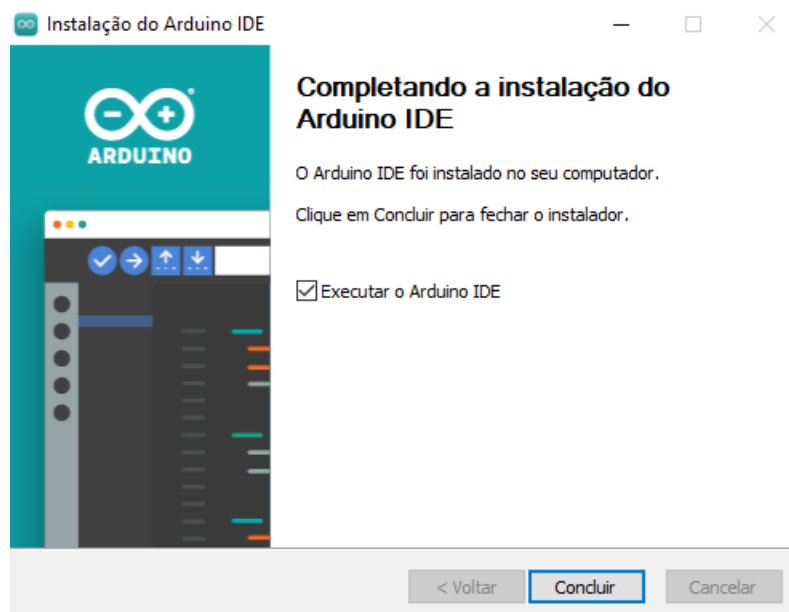 Instalação do Arduino IDE
ARDUINO
Completando a instalação do
Arduino IDE
O Arduino IDE foi instalado no seu computador.
Clique em Concluir para fechar o instalador.
Executar o Arduino IDE
< Voltar
Concluir
Cancelar